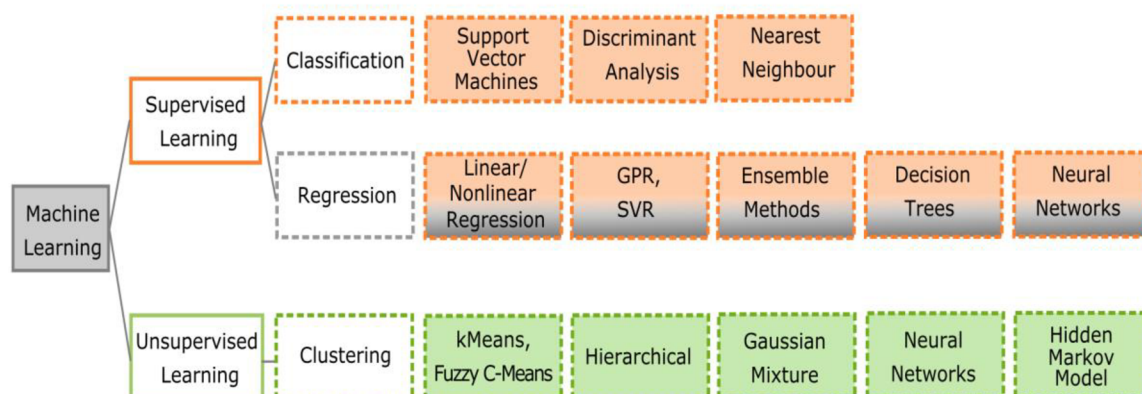 Classification
Support
Vector
Machines
Discriminant
Analysis
Nearest
Neighbour
Supervised
Learning
Machine
Learning
Regression
Linear/
Nonlinear
Regression
GPR,
SVR
Ensemble
Methods
Decision
Trees
Neural
Networks
Unsupervised
Learning
Clustering
kMeans,
Fuzzy C-Means
Hierarchical
Gaussian
Mixture
Neural
Networks
Hidden
Markov
Model